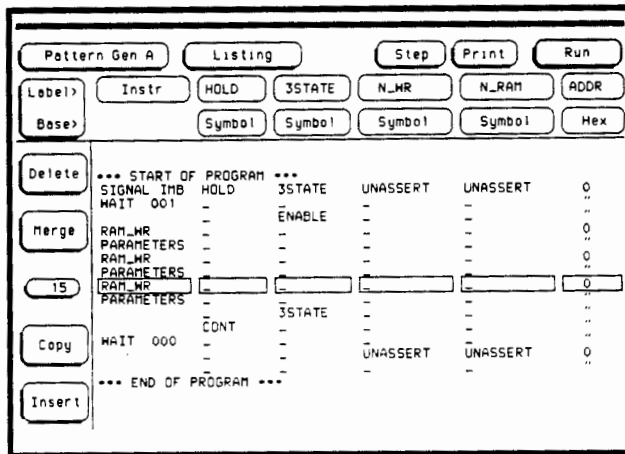 Pattern Gen A Listing Step Print Run
Label> Instr HOLD 3STATE N_WR N_RAM ADDR
Base> Symbol Symbol Symbol Symbol Hex
Delete
Merge
15
Copy
Insert
*** START OF PROGRAM ***
SIGNAL IMB HOLD 3STATE UNASSERT UNASSERT 0
WAIT 001 _ _ _ _ "
_ ENABLE _ _ "
RAM_WR _ _ _ _ 0
PARAMETERS _ _ _ _ "
RAM_WR _ _ _ _ 0
PARAMETERS _ _ _ _ "
RAM_WR _ _ _ _ 0
PARAMETERS _ _ _ _ "
_ 3STATE _ _ "
CONT _ _ _ "
WAIT 000 _ _ _ _ "
_ _ UNASSERT UNASSERT 0
_ _ _ _ "
*** END OF PROGRAM ***